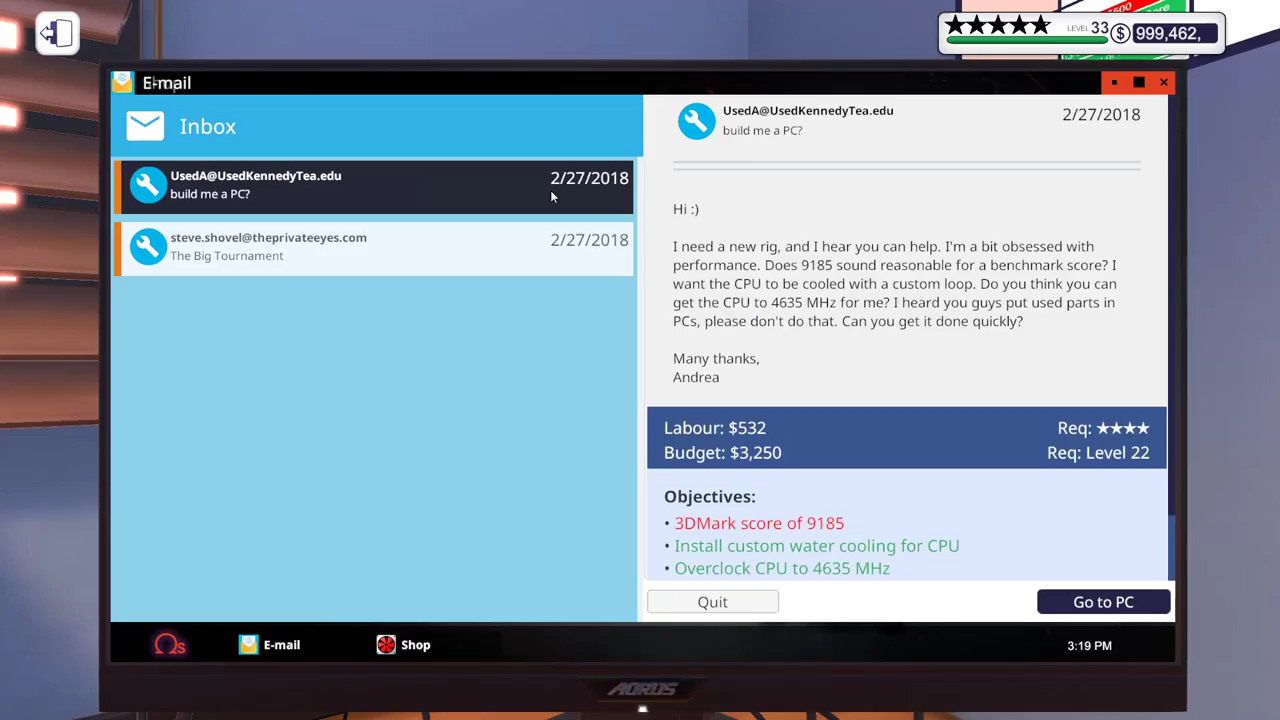 LEVEL 33 $ 999,462,
E-mail
Inbox
UsedA@UsedKennedyTea.edu 2/27/2018
build me a PC?
steve.shovel@theprivateeyes.com 2/27/2018
The Big Tournament
UsedA@UsedKennedyTea.edu 2/27/2018
build me a PC?
Hi :)
I need a new rig, and I hear you can help. I'm a bit obsessed with
performance. Does 9185 sound reasonable for a benchmark score? I
want the CPU to be cooled with a custom loop. Do you think you can
get the CPU to 4635 MHz for me? I heard you guys put used parts in
PCs, please don't do that. Can you get it done quickly?
Many thanks,
Andrea
Labour: $532 Req: ★★★★
Budget: $3,250 Req: Level 22
Objectives:
• 3DMark score of 9185
• Install custom water cooling for CPU
• Overclock CPU to 4635 MHz
Quit Go to PC
Ωs E-mail Shop 3:19 PM
AORUS